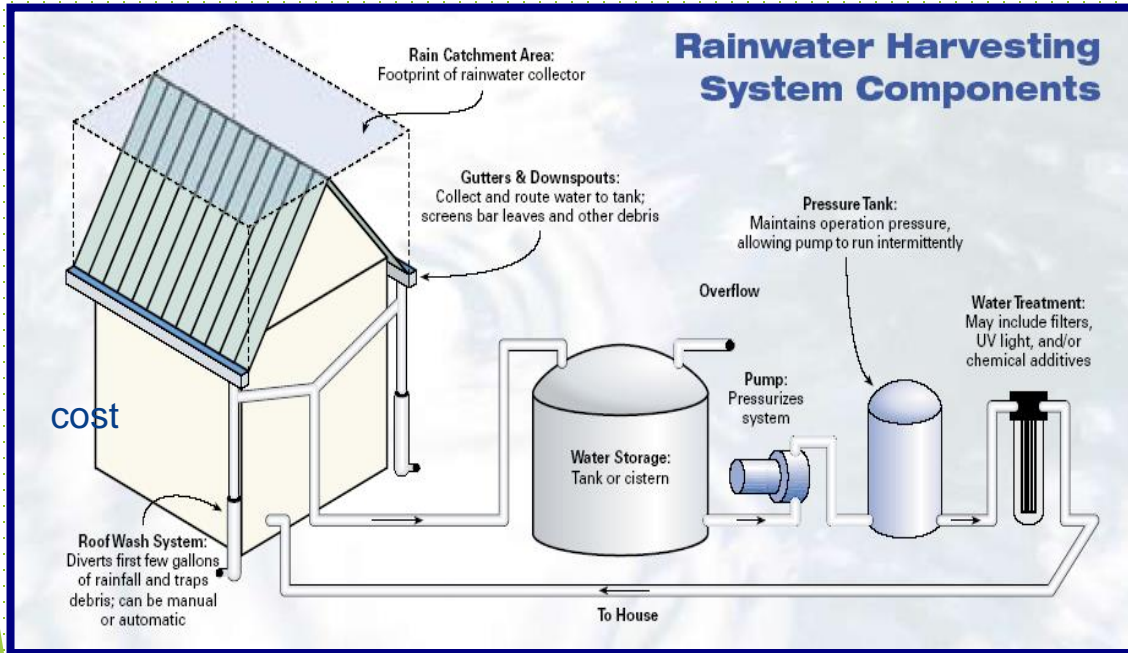 Rainwater Harvesting
System Components
Rain Catchment Area:
Footprint of rainwater collector
Gutters & Downspouts:
Collect and route water to tank;
screens bar leaves and other debris
Pressure Tank:
Maintains operation pressure,
allowing pump to run intermittently
Overflow
Water Treatment:
May include filters,
UV light, and/or
chemical additives
Pump:
Pressurizes
system
cost
Water Storage:
Tank or cistern
Roof Wash System:
Diverts first few gallons
of rainfall and traps
debris; can be manual
or automatic
To House